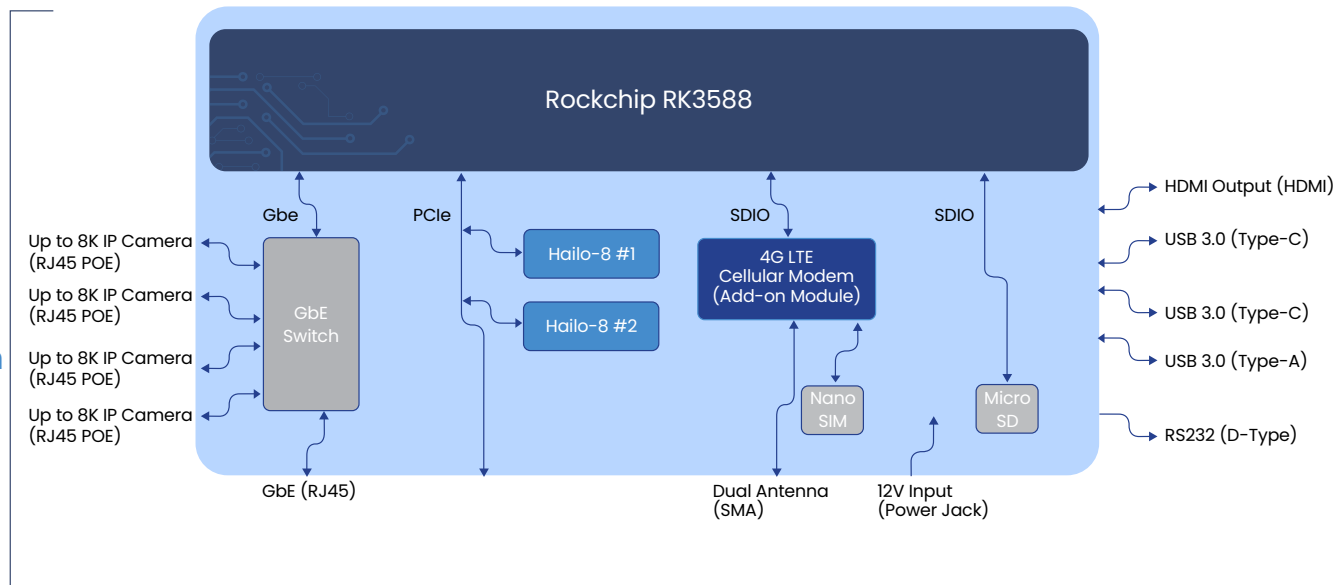 Rockchip RK3588
Gbe
PCIe
SDIO
SDIO
HDMI Output (HDMI)
Up to 8K IP Camera
(RJ45 POE)
USB 3.0 (Type-C)
Hailo-8 #1
4G LTE
Cellular Modem
(Add-on Module)
Up to 8K IP Camera
(RJ45 POE)
GbE
Switch
Hailo-8 #2
USB 3.0 (Type-C)
Up to 8K IP Camera
(RJ45 POE)
USB 3.0 (Type-A)
Up to 8K IP Camera
(RJ45 POE)
Nano
SIM
Micro
SD
RS232 (D-Type)
GbE (RJ45)
Dual Antenna
(SMA)
12V Input
(Power Jack)